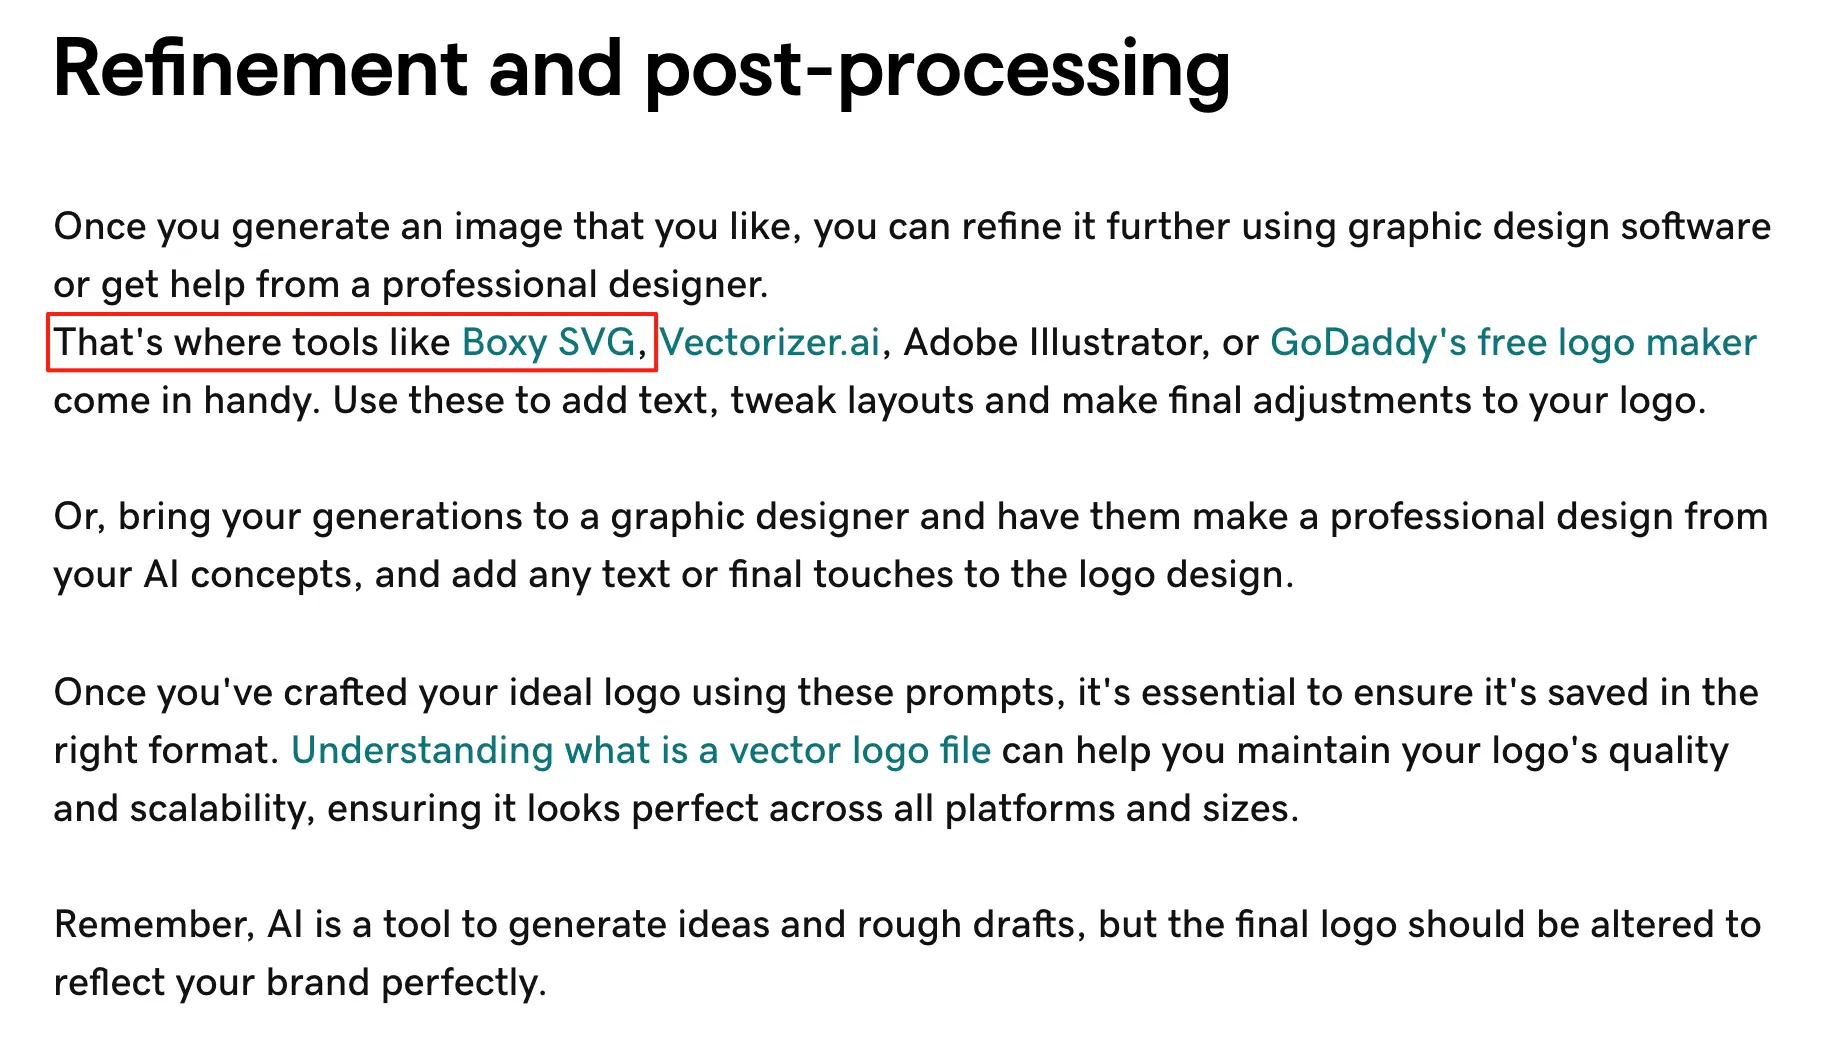 Refinement and post-processing
Once you generate an image that you like, you can refine it further using graphic design software
or get help from a professional designer.
That's where tools like Boxy SVG, Vectorizer.ai, Adobe Illustrator, or GoDaddy's free logo maker
come in handy. Use these to add text, tweak layouts and make final adjustments to your logo.
Or, bring your generations to a graphic designer and have them make a professional design from
your AI concepts, and add any text or final touches to the logo design.
Once you've crafted your ideal logo using these prompts, it's essential to ensure it's saved in the
right format. Understanding what is a vector logo file can help you maintain your logo's quality
and scalability, ensuring it looks perfect across all platforms and sizes.
Remember, AI is a tool to generate ideas and rough drafts, but the final logo should be altered to
reflect your brand perfectly.